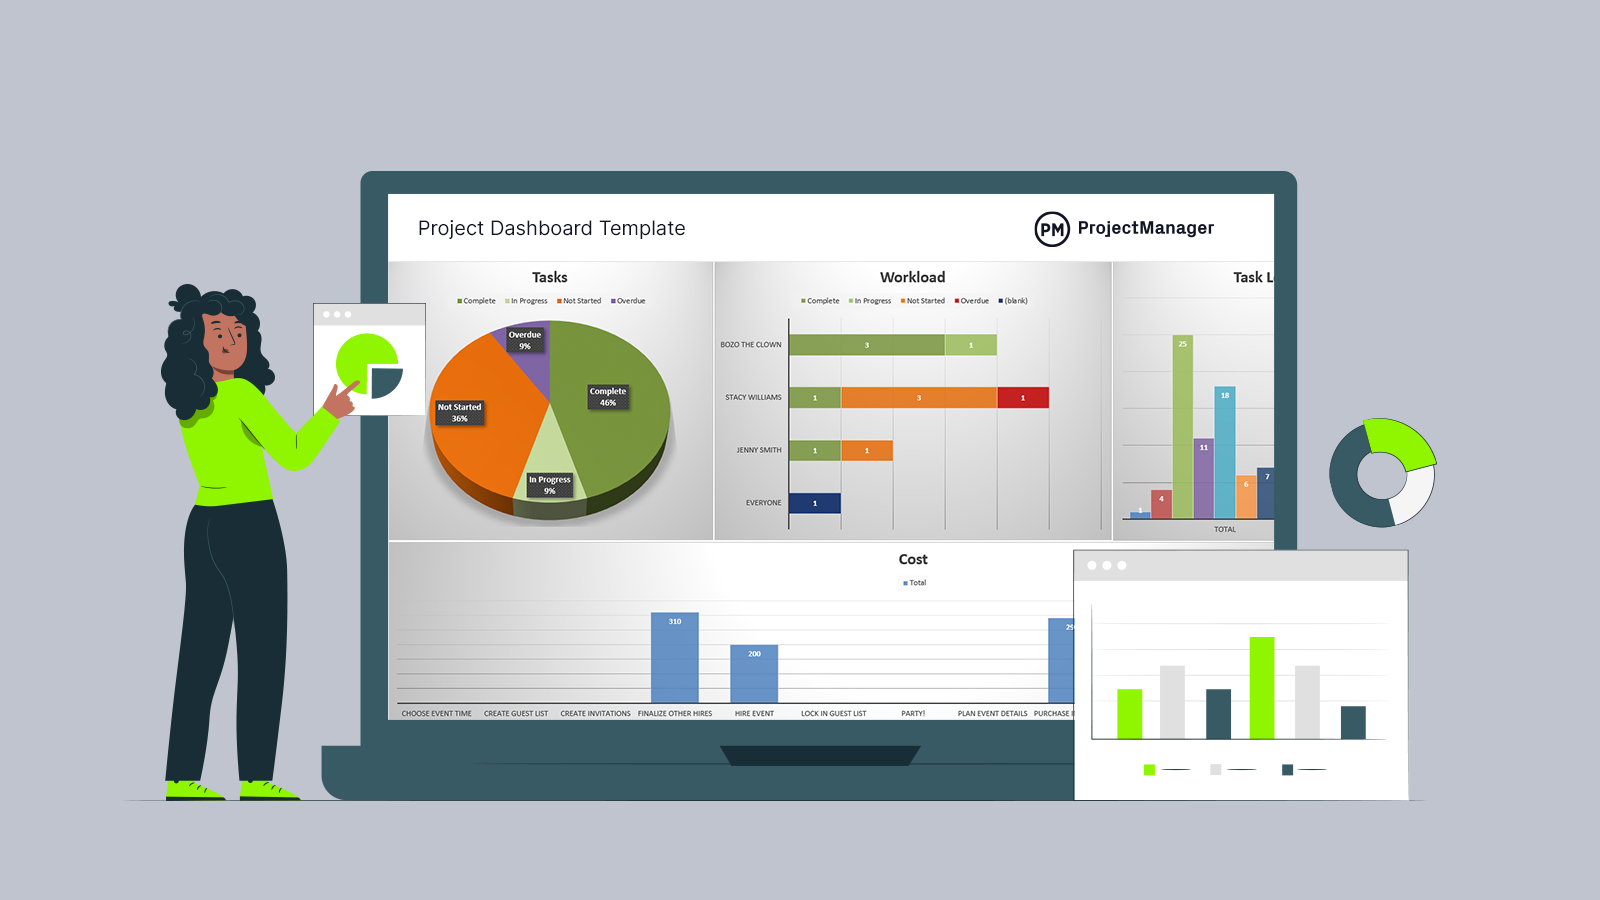 Project Dashboard Template
PM ProjectManager
Tasks
Complete In Progress Not Started Overdue
Overdue
9%
Complete
46%
Not Started
36%
In Progress
9%
Workload
Complete In Progress Not Started Overdue (blank)
BOZO THE CLOWN 3 1
STACY WILLIAMS 1 3 1
JENNY SMITH 1 1
EVERYONE 1
Task
1 4 25 11 18 6 7
TOTAL
Cost
Total
310 200
CHOOSE EVENT TIME CREATE GUEST LIST CREATE INVITATIONS FINALIZE OTHER HIRES HIRE EVENT LOCK IN GUEST LIST PARTY! PLAN EVENT DETAILS PURCHASE